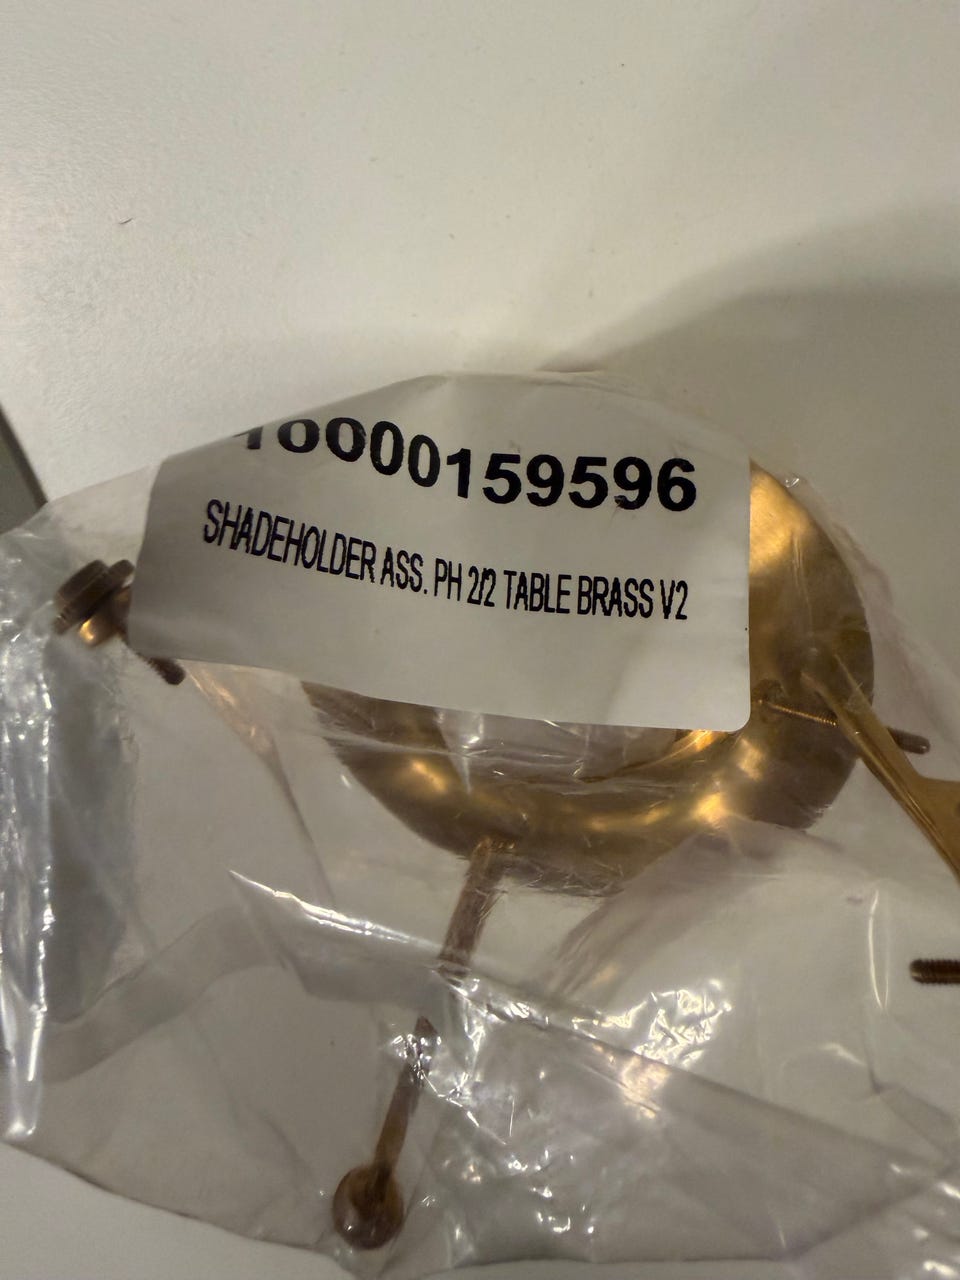 10000159596
SHADEHOLDER ASS. PH 2/2 TABLE BRASS V2